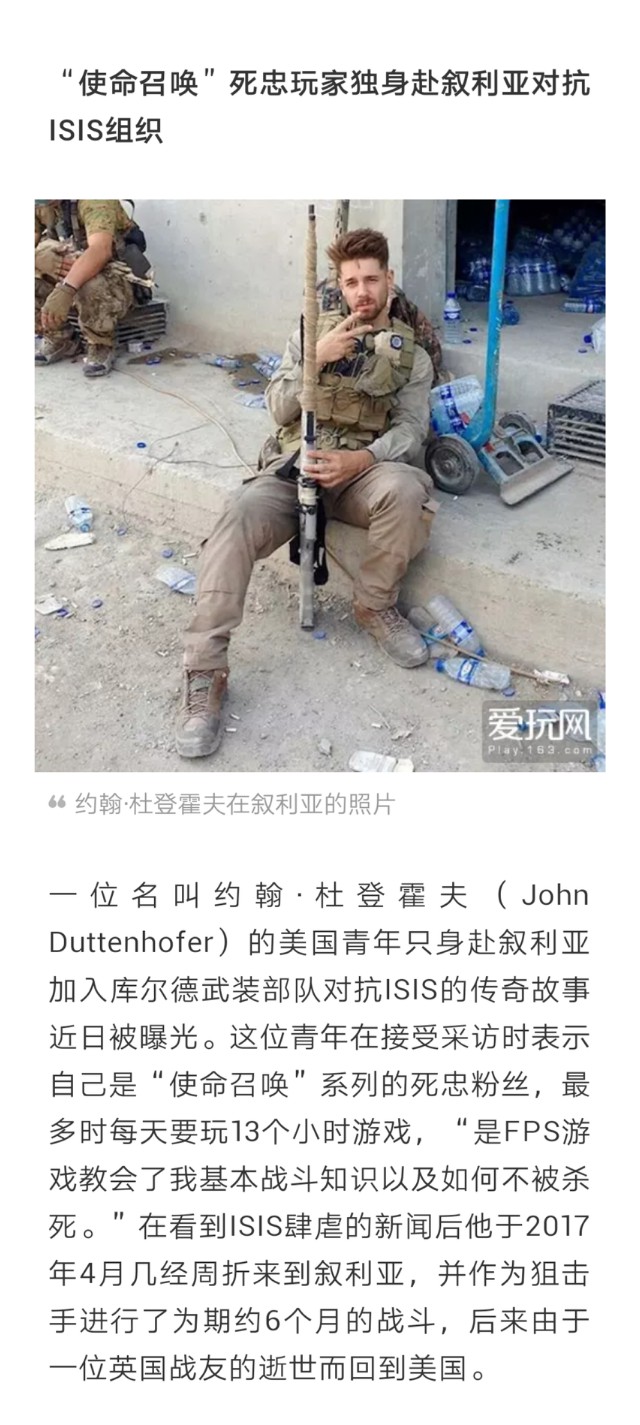 “使命召唤”死忠玩家独身赴叙利亚对抗
ISIS组织
爱玩网
Play.163.com
约翰·杜登霍夫在叙利亚的照片
一位名叫约翰·杜登霍夫（John
Duttenhofer）的美国青年只身赴叙利亚
加入库尔德武装部队对抗ISIS的传奇故事
近日被曝光。这位青年在接受采访时表示
自己是“使命召唤”系列的死忠粉丝，最
多时每天要玩13个小时游戏，“是FPS游
戏教会了我基本战斗知识以及如何不被杀
死。”在看到ISIS肆虐的新闻后他于2017
年4月几经周折来到叙利亚，并作为狙击
手进行了为期约6个月的战斗，后来由于
一位英国战友的逝世而回到美国。